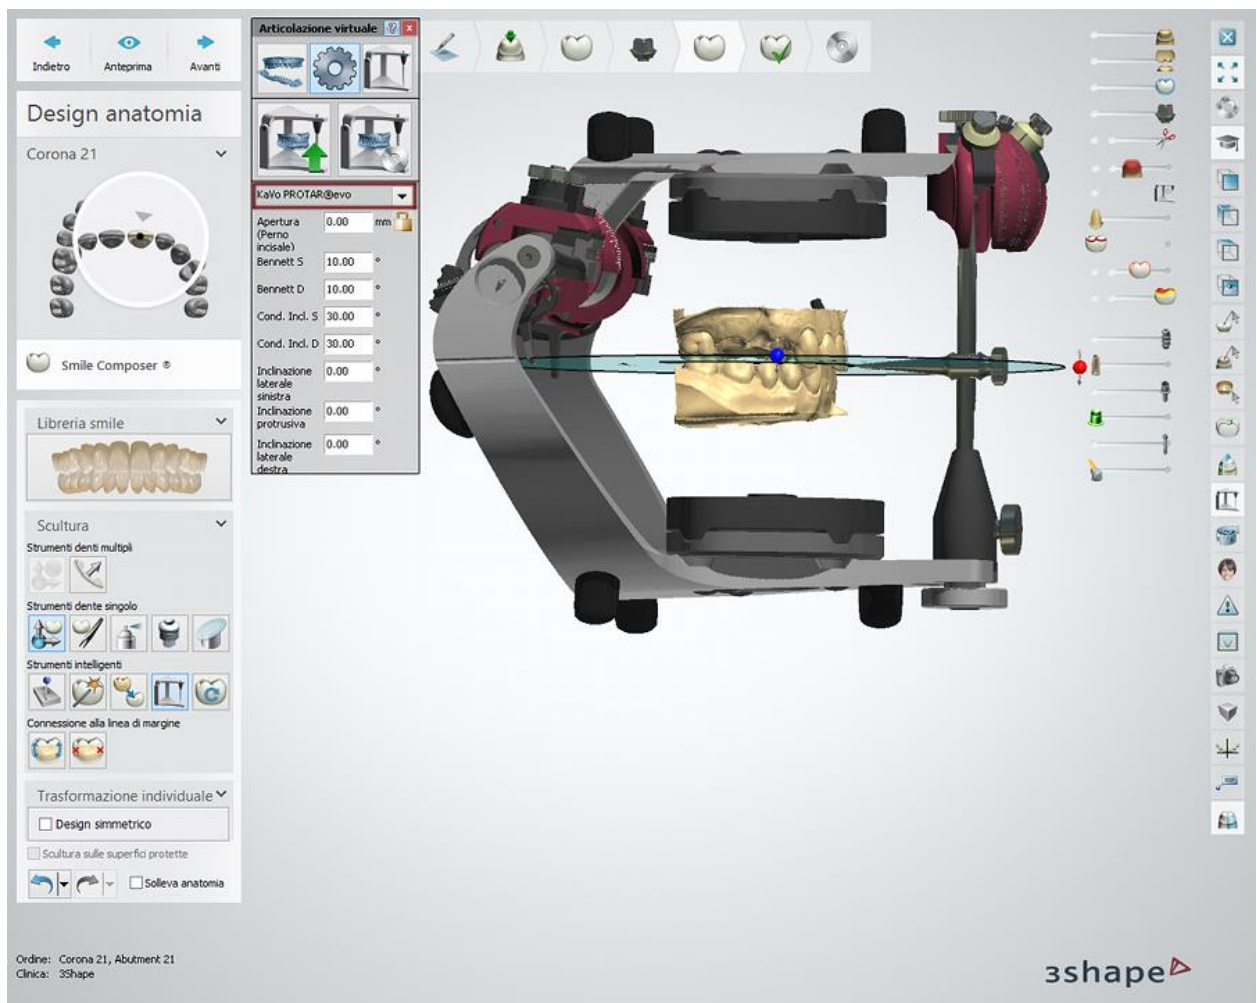 Indietro
Anteprima
Avanti
Design anatomia
Corona 21
Smile Composer ®
Libreria smile
Scultura
Strumenti denti multipli
Strumenti dente singolo
Strumenti intelligenti
Connessione alla linea di margine
Trasformazione individuale
Design simmetrico
Scultura sulle superfici protette
Solleva anatomia
Articolazione virtuale
KaVo PROTAR®evo
Apertura 0.00 mm
(Perno
incisale)
Bennett S 10.00 °
Bennett D 10.00 °
Cond. Incl. S 30.00 °
Cond. Incl. D 30.00 °
Inclinazione 0.00 °
laterale
sinistra
Inclinazione 0.00 °
protrusiva
Inclinazione 0.00 °
laterale
destra
Ordine: Corona 21, Abutment 21
Clinica: 3Shape
3shape